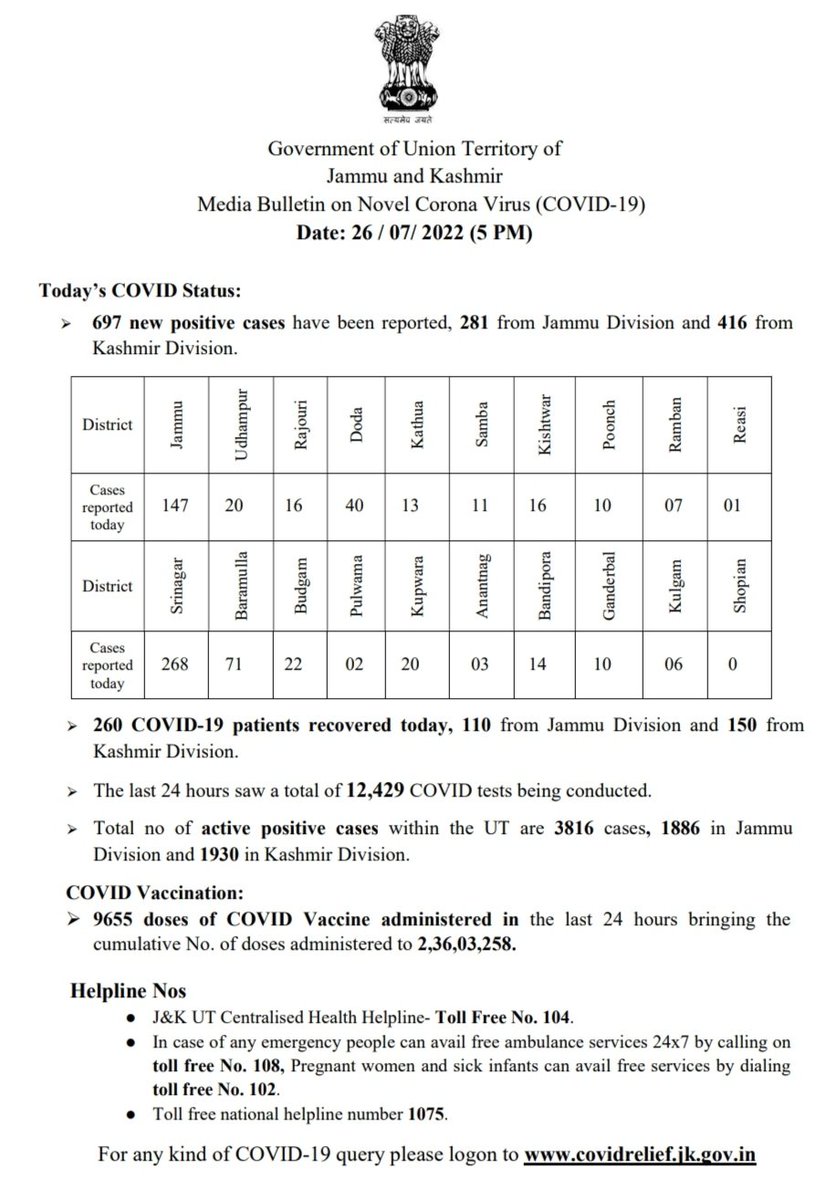 सत्यमेव जयते
Government of Union Territory of
Jammu and Kashmir
Media Bulletin on Novel Corona Virus (COVID-19)
Date: 26 / 07/ 2022 (5 PM)
Today’s COVID Status:
➢ 697 new positive cases have been reported, 281 from Jammu Division and 416 from
Kashmir Division.
District Jammu Udhampur Rajouri Doda Kathua Samba Kishtwar Poonch Ramban Reasi
Cases
reported
today 147 20 16 40 13 11 16 10 07 01
District Srinagar Baramulla Budgam Pulwama Kupwara Anantnag Bandipora Ganderbal Kulgam Shopian
Cases
reported
today 268 71 22 02 20 03 14 10 06 0
➢ 260 COVID-19 patients recovered today, 110 from Jammu Division and 150 from
Kashmir Division.
➢ The last 24 hours saw a total of 12,429 COVID tests being conducted.
➢ Total no of active positive cases within the UT are 3816 cases, 1886 in Jammu
Division and 1930 in Kashmir Division.
COVID Vaccination:
➢ 9655 doses of COVID Vaccine administered in the last 24 hours bringing the
cumulative No. of doses administered to 2,36,03,258.
Helpline Nos
● J&K UT Centralised Health Helpline- Toll Free No. 104.
● In case of any emergency people can avail free ambulance services 24x7 by calling on
toll free No. 108, Pregnant women and sick infants can avail free services by dialing
toll free No. 102.
● Toll free national helpline number 1075.
For any kind of COVID-19 query please logon to www.covidrelief.jk.gov.in